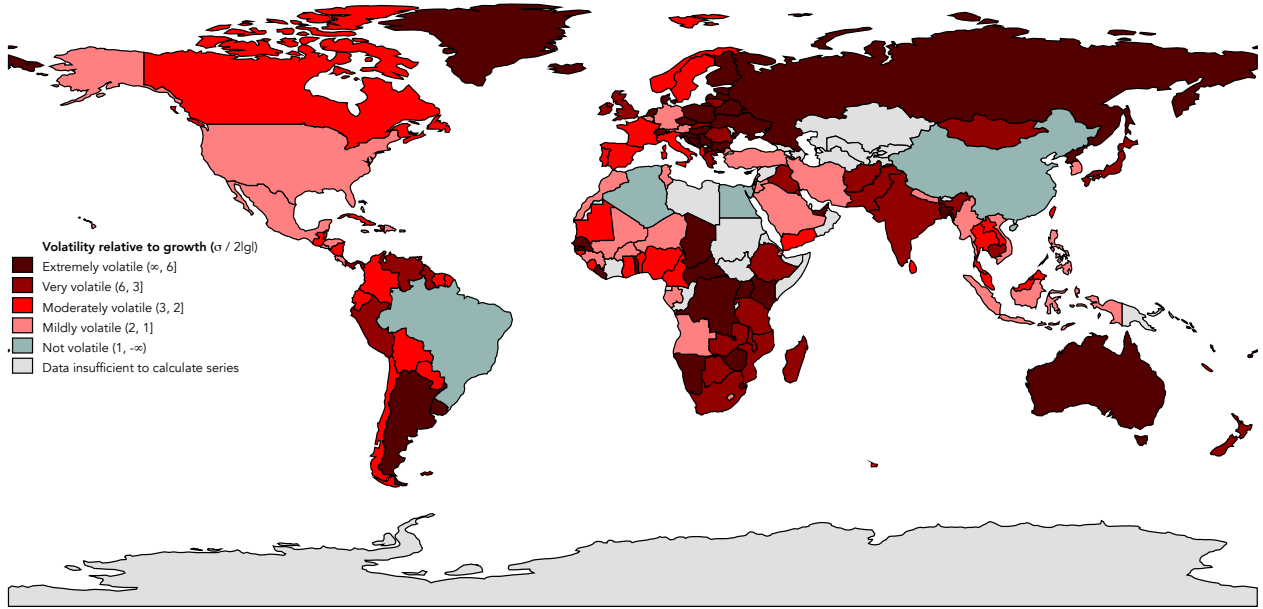 Volatility relative to growth (σ / 2|g|)
Extremely volatile (∞, 6]
Very volatile (6, 3]
Moderately volatile (3, 2]
Mildly volatile (2, 1]
Not volatile (1, -∞)
Data insufficient to calculate series